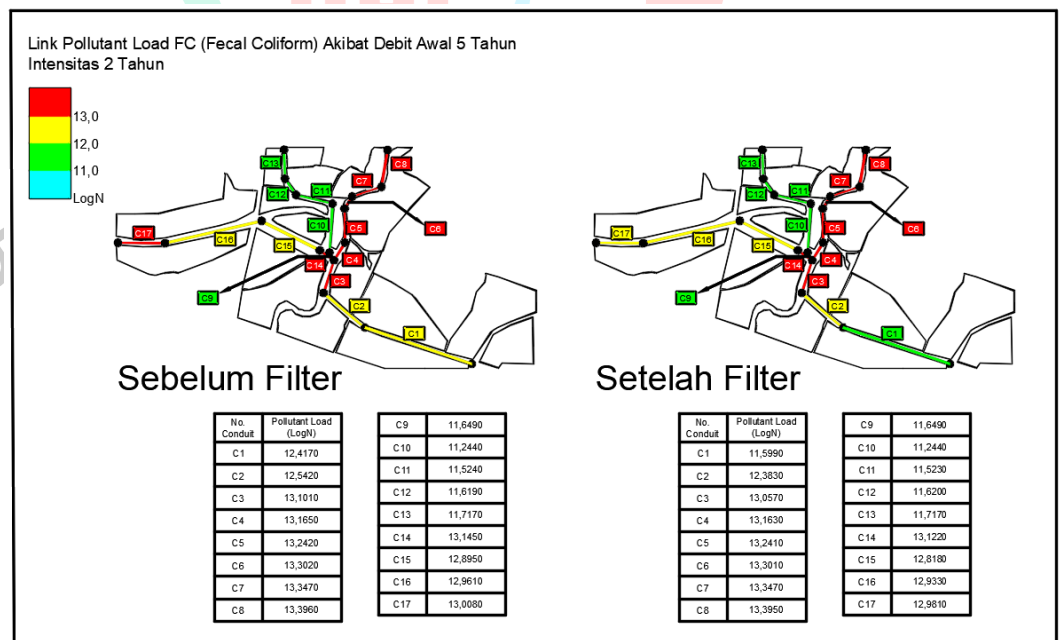 Link Pollutant Load FC (Fecal Coliform) Akibat Debit Awal 5 Tahun
Intensitas 2 Tahun
13,0
12,0
11,0
LogN
C13
C8
C7
C12
C11
C5
C6
C10
C17
C16
C15
C4
C14
C3
C9
C2
C1
Sebelum Filter
C13
C8
C7
C12
C11
C5
C6
C10
C17
C16
C15
C4
C14
C3
C9
C2
C1
Setelah Filter
No. Conduit Pollutant Load (LogN)
C1 12,4170
C2 12,5420
C3 13,1010
C4 13,1650
C5 13,2420
C6 13,3020
C7 13,3470
C8 13,3960
C9 11,6490
C10 11,2440
C11 11,5240
C12 11,6190
C13 11,7170
C14 13,1450
C15 12,8950
C16 12,9610
C17 13,0080
No. Conduit Pollutant Load (LogN)
C1 11,5990
C2 12,3830
C3 13,0570
C4 13,1630
C5 13,2410
C6 13,3010
C7 13,3470
C8 13,3950
C9 11,6490
C10 11,2440
C11 11,5230
C12 11,6200
C13 11,7170
C14 13,1220
C15 12,8180
C16 12,9330
C17 12,9810